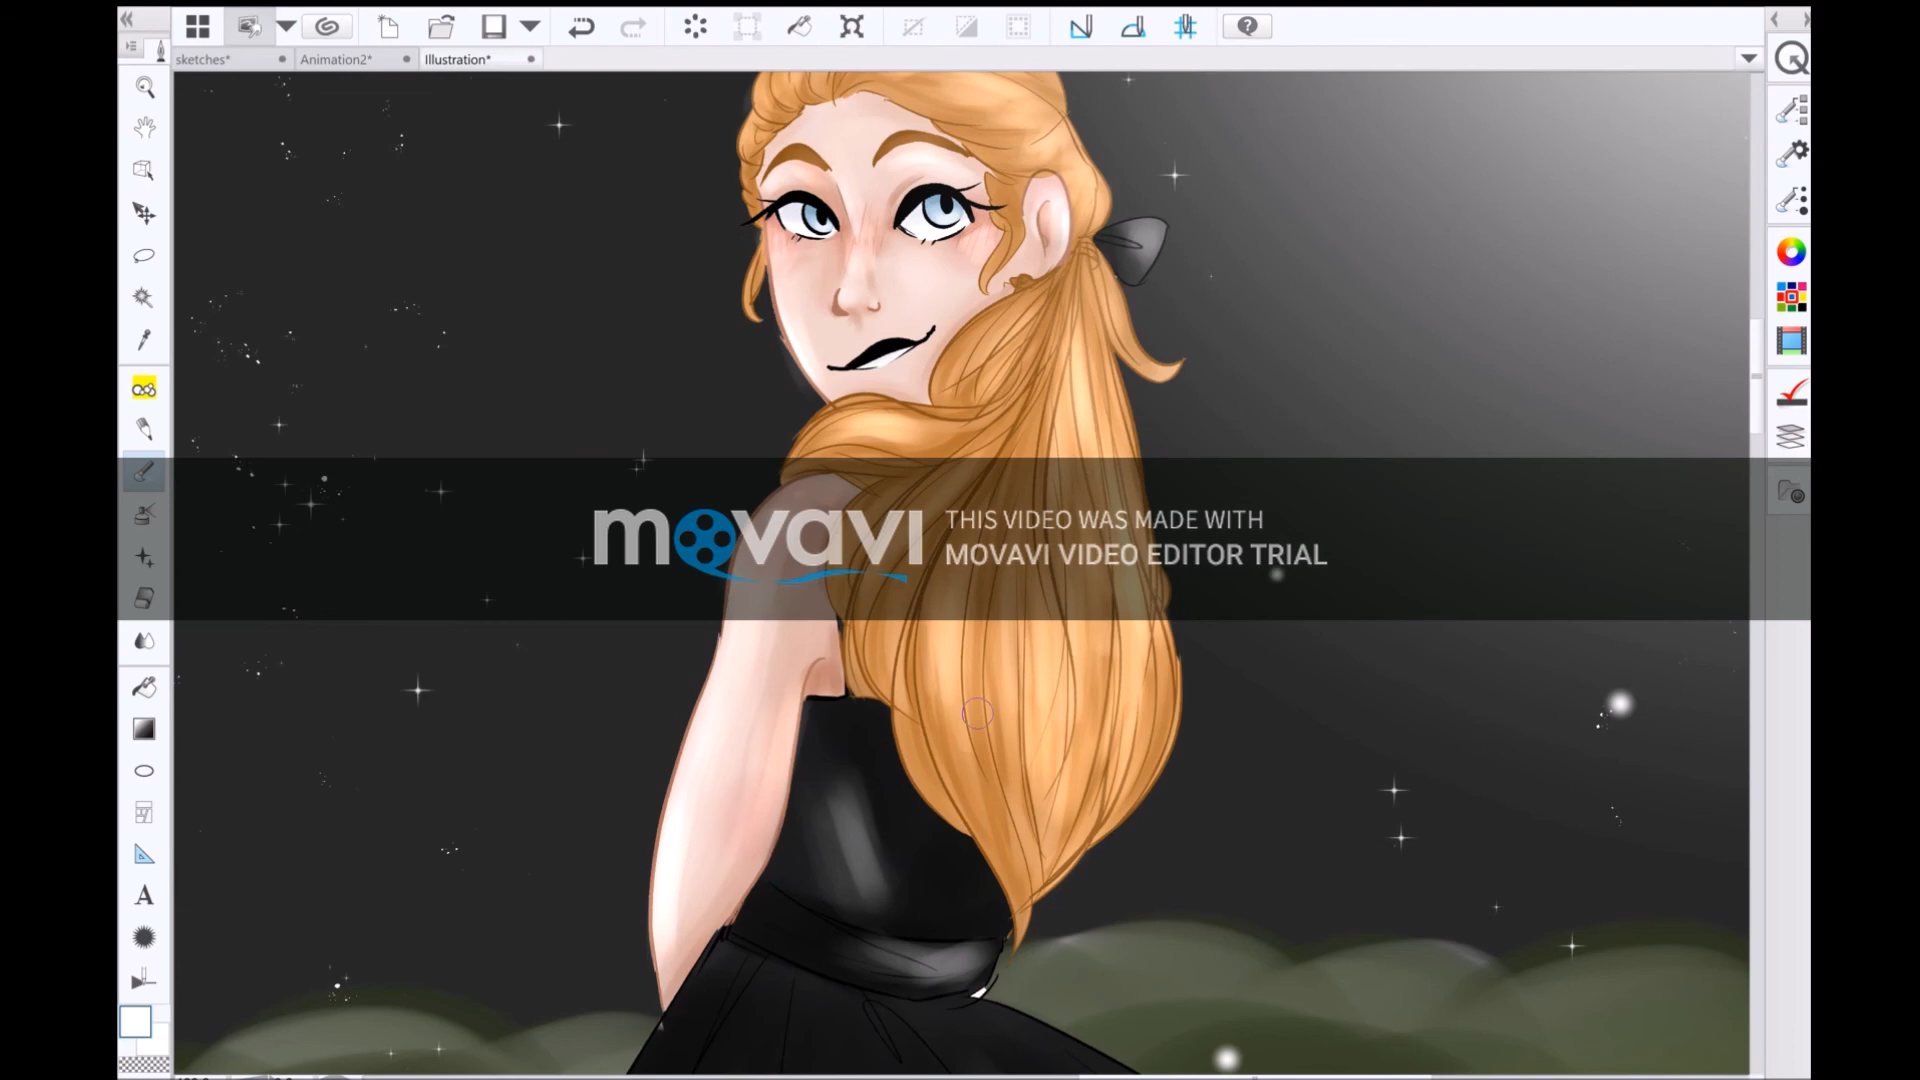 sketches*
Animation2*
Illustration*
movavi
THIS VIDEO WAS MADE WITH
MOVAVI VIDEO EDITOR TRIAL
A